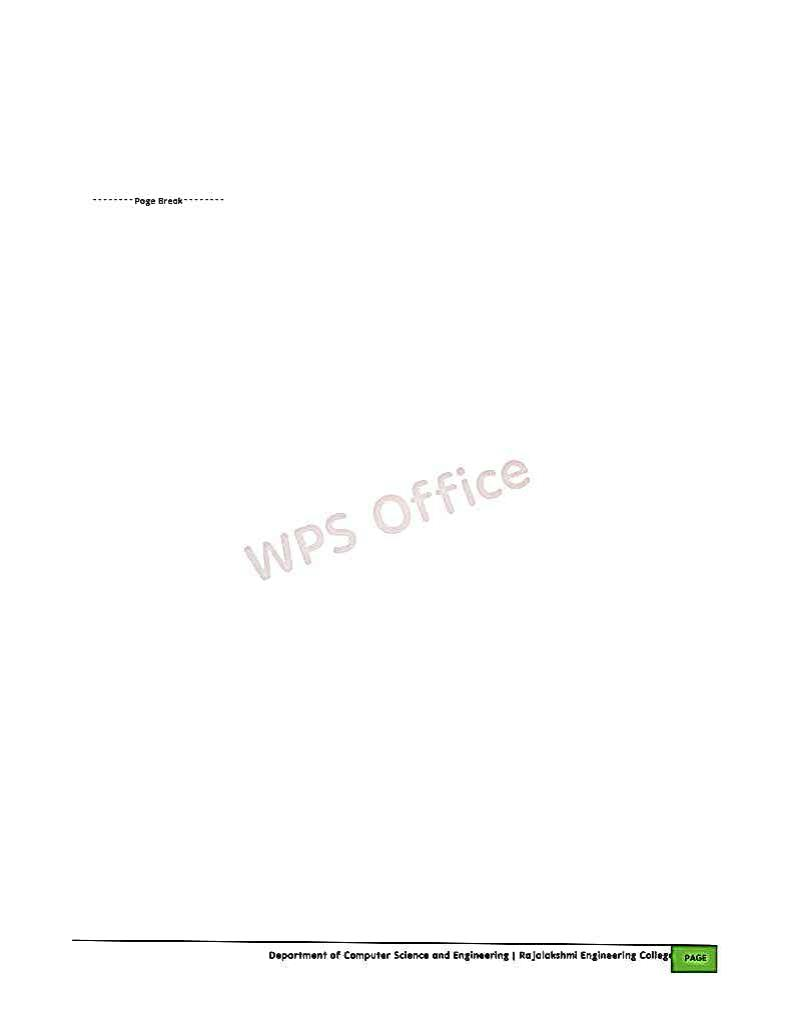 --------Page Break--------
WPS Office
Department of Computer Science and Engineering | Rajalakshmi Engineering College
PAGE